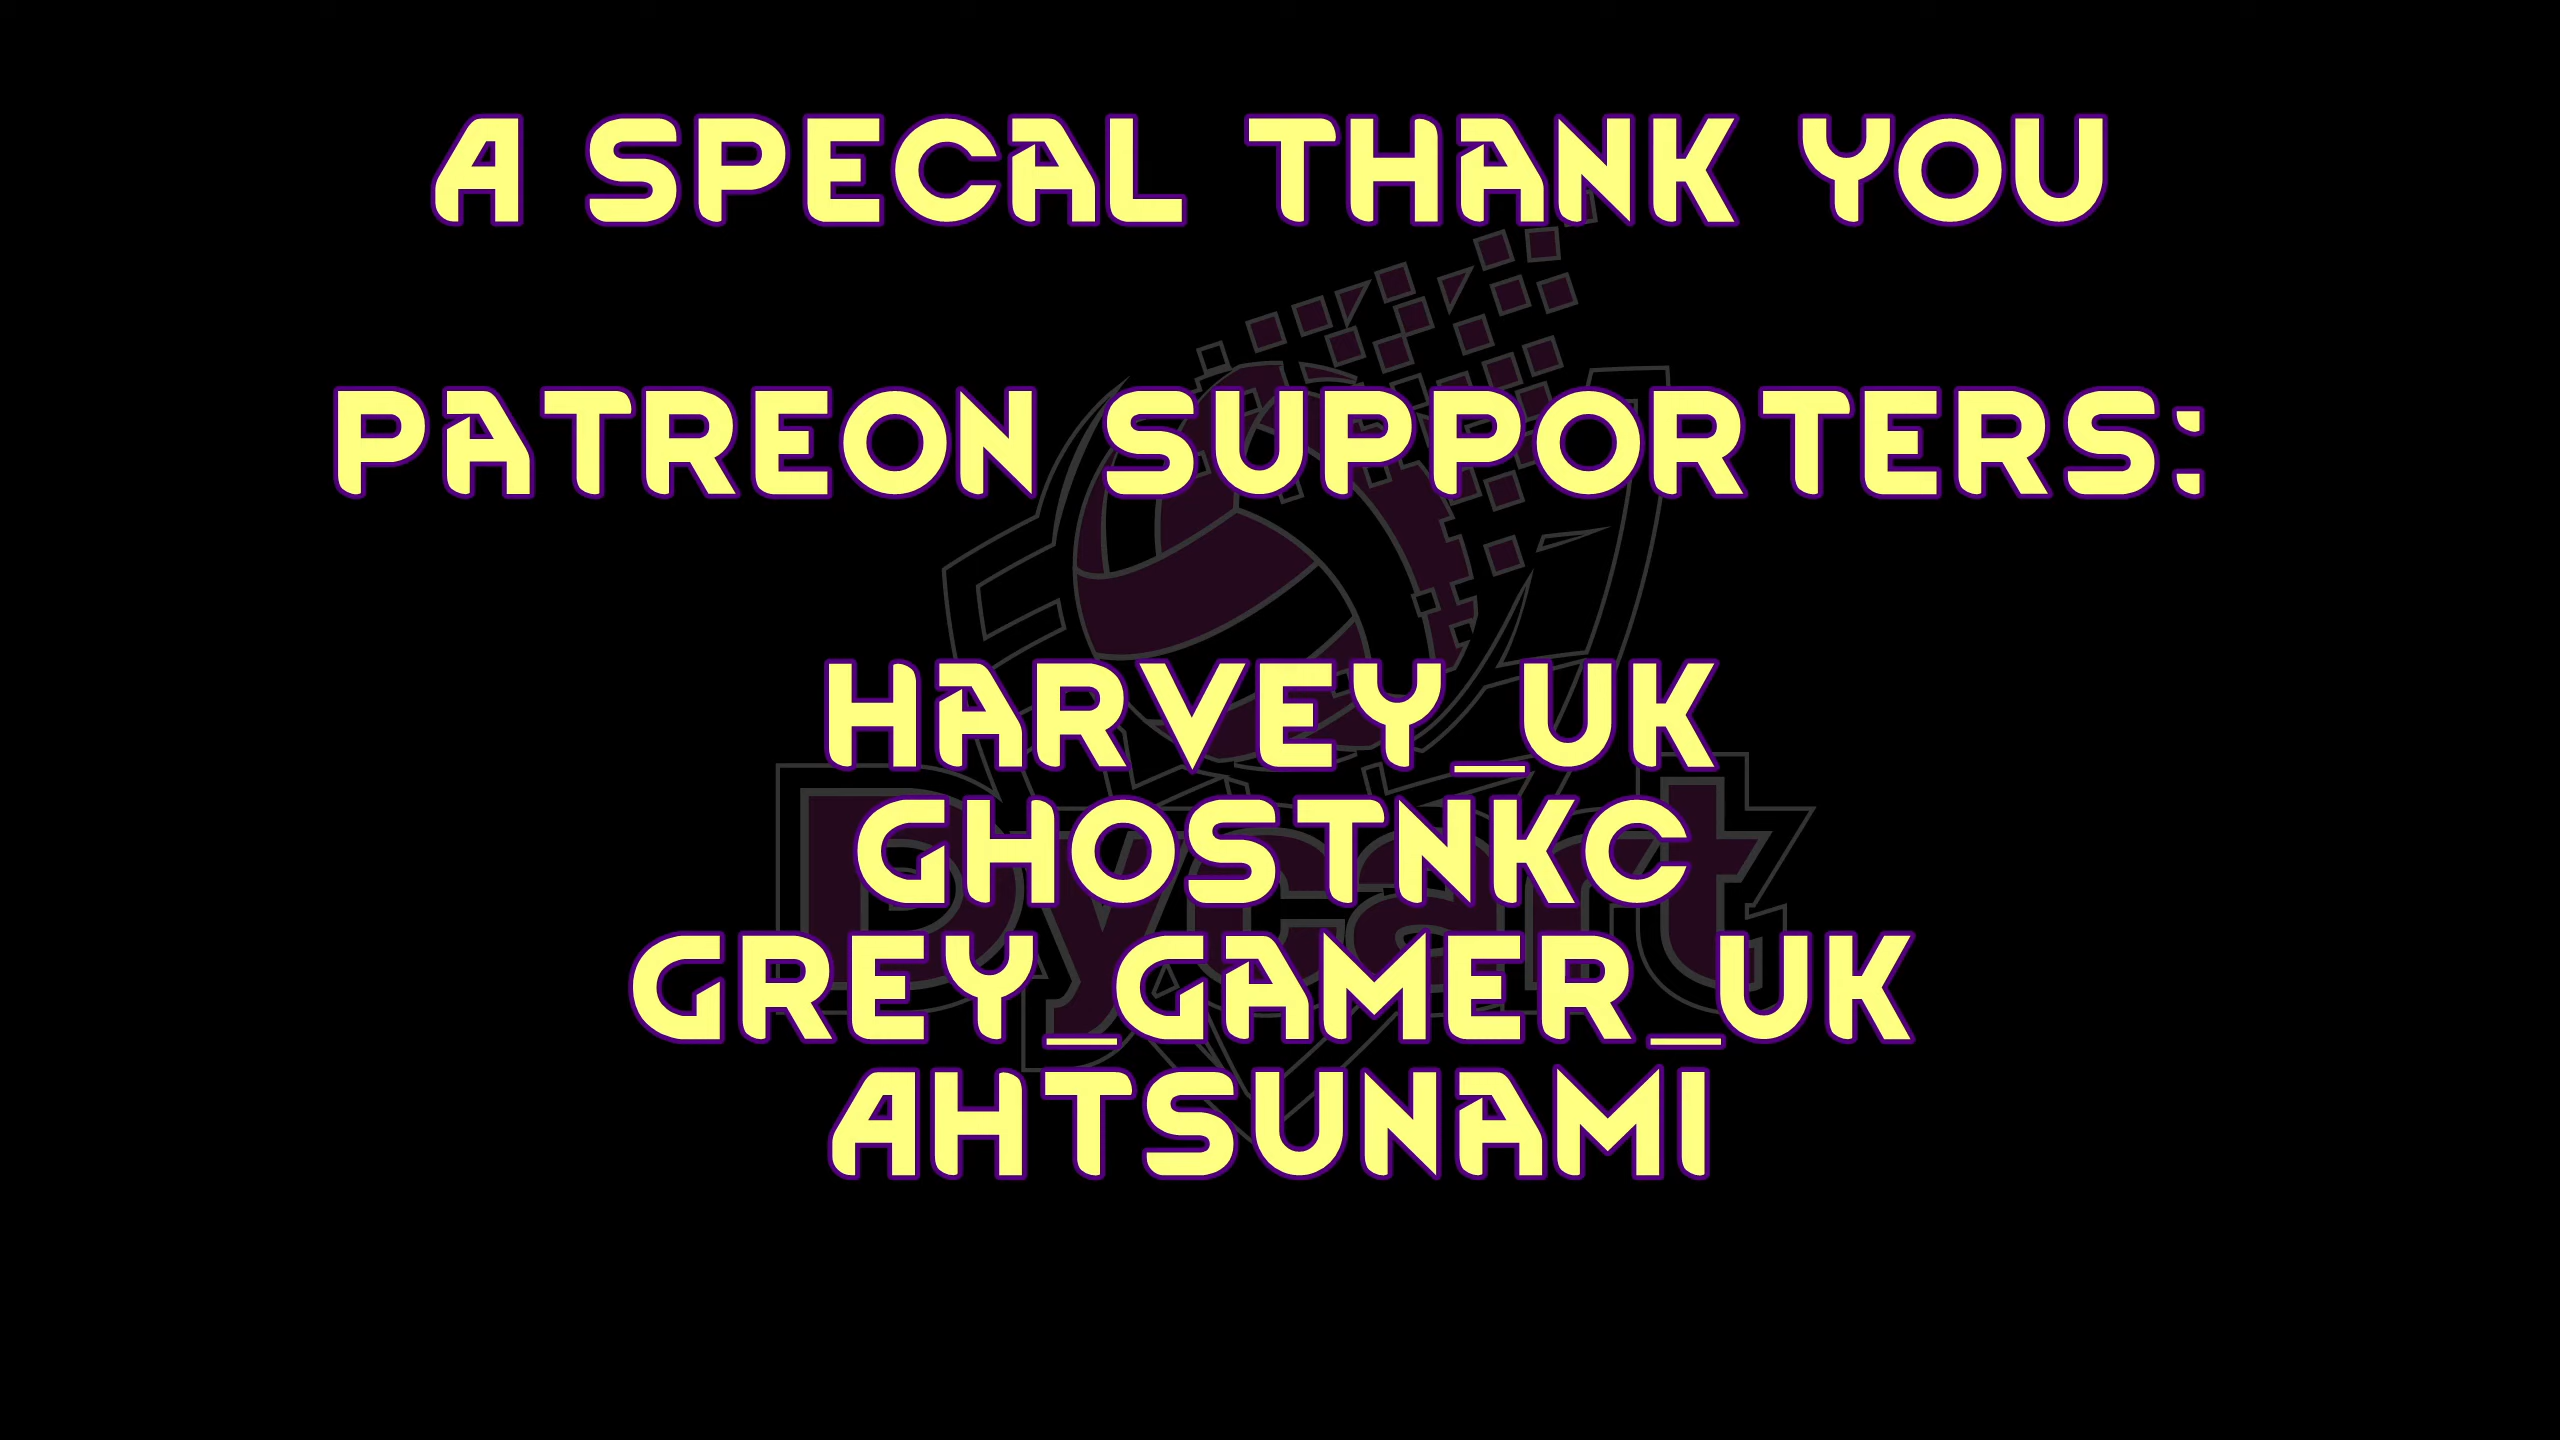 A SPECAL THANK YOU
PATREON SUPPORTERS:
HARVEY_UK
GHOSTNKC
GREY_GAMER_UK
AHTSUNAMI